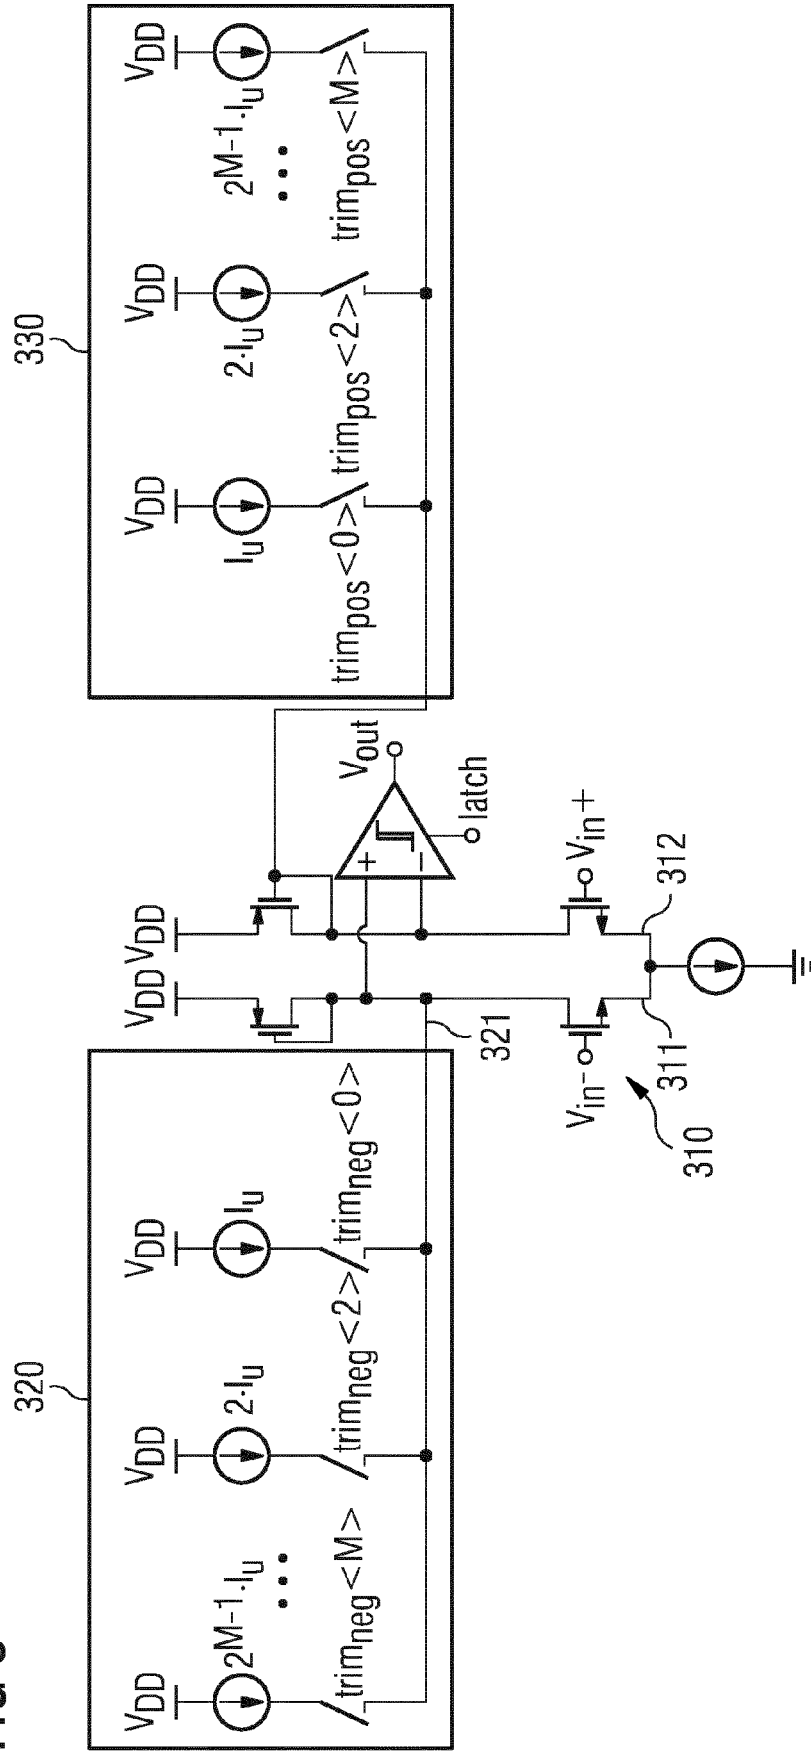 320
330
VDD
VDD
VDD
VDD
VDD
VDD
VDD
VDD
2M-1·Iu
2·Iu
Iu
Iu
2·Iu
2M-1·Iu
• • •
• • •
trimneg<M>
trimneg<2>
trimneg<0>
trimpos<0>
trimpos<2>
trimpos<M>
Vout
+
−
latch
321
Vin-
Vin+
310
311
312